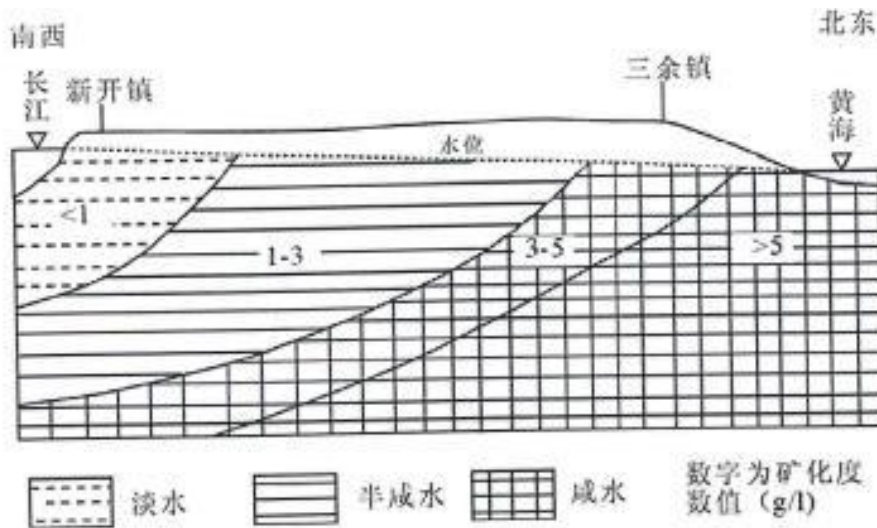 南西
北东
长江
新开镇
三余镇
黄海
水位
<1
1-3
3-5
>5
淡水
半咸水
咸水
数字为矿化度
数值（g/l）